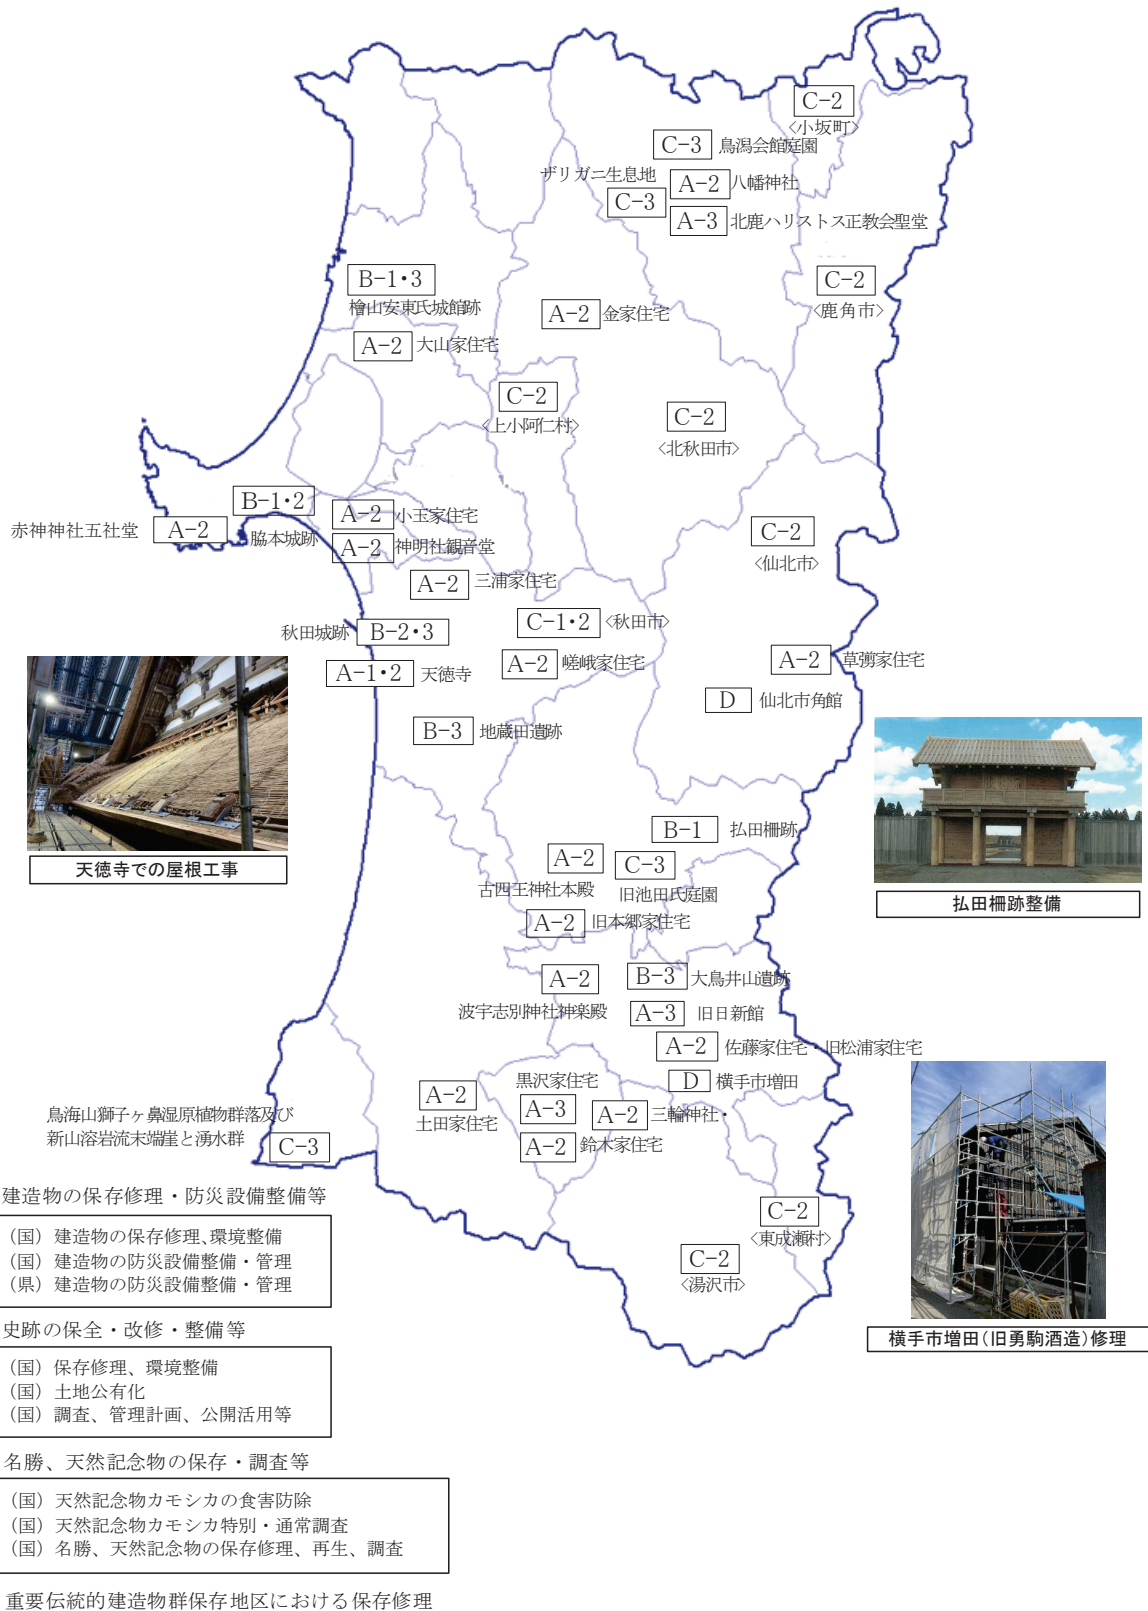 C-2
〈小坂町〉
C-3 鳥潟会館庭園
ザリガニ生息地
C-3
A-2 八幡神社
A-3 北鹿ハリストス正教会聖堂
B-1・3
檜山安東氏城館跡
C-2
〈鹿角市〉
A-2 金家住宅
A-2 大山家住宅
C-2
〈上小阿仁村〉
C-2
〈北秋田市〉
B-1・2
脇本城跡
赤神神社五社堂 A-2
A-2 小玉家住宅
A-2 神明社観音堂
C-2
〈仙北市〉
A-2 三浦家住宅
秋田城跡 B-2・3
C-1・2 〈秋田市〉
A-1・2 天徳寺
A-2 嵯峨家住宅
A-2 草彅家住宅
D 仙北市角館
B-3 地蔵田遺跡
天徳寺での屋根工事
払田柵跡整備
B-1 払田柵跡
A-2
古四王神社本殿
C-3
旧池田氏庭園
A-2 旧本郷家住宅
A-2
波宇志別神社神楽殿
B-3 大鳥井山遺跡
A-3 旧日新館
A-2 佐藤家住宅・旧松浦家住宅
D 横手市増田
A-2
土田家住宅
黒沢家住宅
A-3
A-2 三輪神社・
A-2 鈴木家住宅
鳥海山獅子ヶ鼻湿原植物群落及び
新山溶岩流末端崖と湧水群
C-3
C-2
〈東成瀬村〉
C-2
〈湯沢市〉
横手市増田(旧勇駒酒造)修理
建造物の保存修理・防災設備整備等
（国）建造物の保存修理、環境整備
（国）建造物の防災設備整備・管理
（県）建造物の防災設備整備・管理
史跡の保全・改修・整備等
（国）保存修理、環境整備
（国）土地公有化
（国）調査、管理計画、公開活用等
名勝、天然記念物の保存・調査等
（国）天然記念物カモシカの食害防除
（国）天然記念物カモシカ特別・通常調査
（国）名勝、天然記念物の保存修理、再生、調査
重要伝統的建造物群保存地区における保存修理